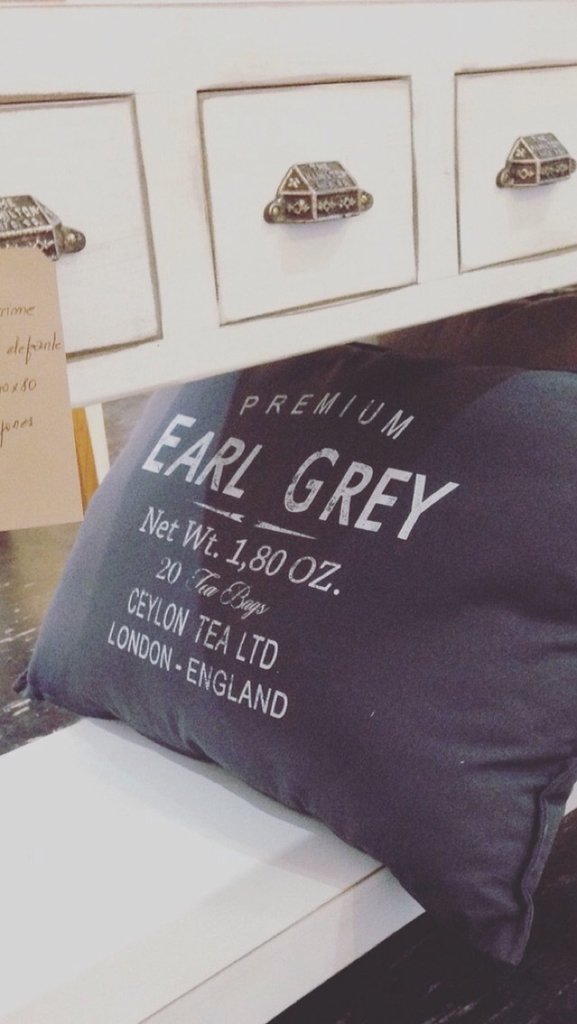 PREMIUM
EARL GREY
Net Wt. 1,80 OZ.
20 Tea Bags
CEYLON TEA LTD
LONDON - ENGLAND